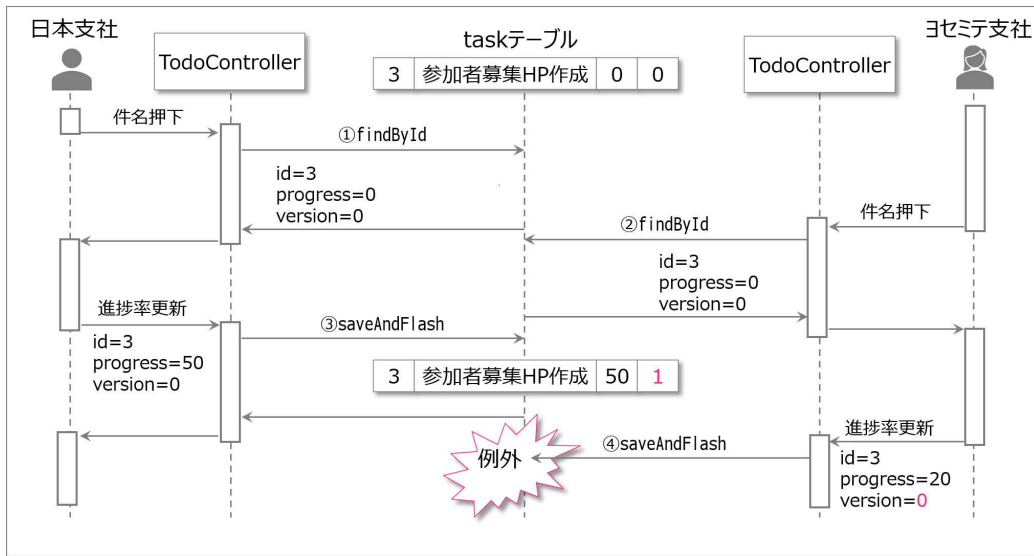 日本支社
TodoController
taskテーブル
3 参加者募集HP作成 0 0
TodoController
ヨセミテ支社
件名押下
①findById
id=3
progress=0
version=0
件名押下
②findById
id=3
progress=0
version=0
進捗率更新
id=3
progress=50
version=0
③saveAndFlash
3 参加者募集HP作成 50 1
進捗率更新
④saveAndFlash
例外
id=3
progress=20
version=0